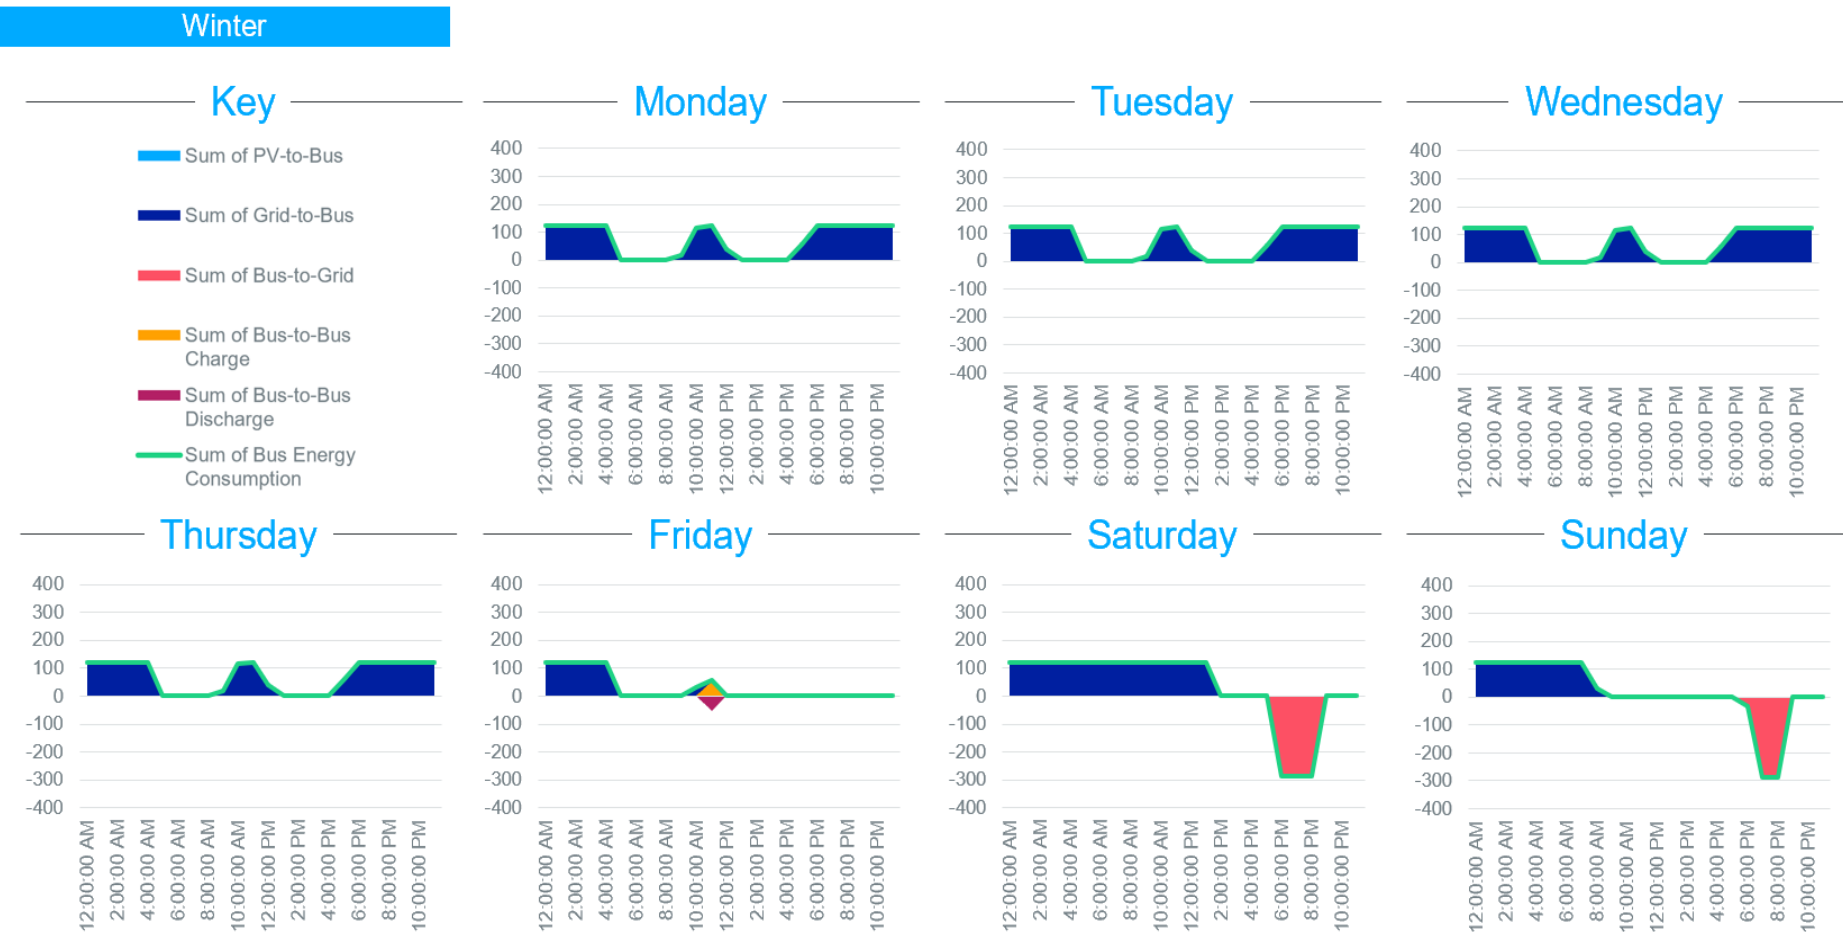 Winter
Key
Sum of PV-to-Bus
Sum of Grid-to-Bus
Sum of Bus-to-Grid
Sum of Bus-to-Bus
Charge
Sum of Bus-to-Bus
Discharge
Sum of Bus Energy
Consumption
Monday
400
300
200
100
0
-100
-200
-300
-400
12:00:00 AM
2:00:00 AM
4:00:00 AM
6:00:00 AM
8:00:00 AM
10:00:00 AM
12:00:00 PM
2:00:00 PM
4:00:00 PM
6:00:00 PM
8:00:00 PM
10:00:00 PM
Tuesday
400
300
200
100
0
-100
-200
-300
-400
12:00:00 AM
2:00:00 AM
4:00:00 AM
6:00:00 AM
8:00:00 AM
10:00:00 AM
12:00:00 PM
2:00:00 PM
4:00:00 PM
6:00:00 PM
8:00:00 PM
10:00:00 PM
Wednesday
400
300
200
100
0
-100
-200
-300
-400
12:00:00 AM
2:00:00 AM
4:00:00 AM
6:00:00 AM
8:00:00 AM
10:00:00 AM
12:00:00 PM
2:00:00 PM
4:00:00 PM
6:00:00 PM
8:00:00 PM
10:00:00 PM
Thursday
400
300
200
100
0
-100
-200
-300
-400
12:00:00 AM
2:00:00 AM
4:00:00 AM
6:00:00 AM
8:00:00 AM
10:00:00 AM
12:00:00 PM
2:00:00 PM
4:00:00 PM
6:00:00 PM
8:00:00 PM
10:00:00 PM
Friday
400
300
200
100
0
-100
-200
-300
-400
12:00:00 AM
2:00:00 AM
4:00:00 AM
6:00:00 AM
8:00:00 AM
10:00:00 AM
12:00:00 PM
2:00:00 PM
4:00:00 PM
6:00:00 PM
8:00:00 PM
10:00:00 PM
Saturday
400
300
200
100
0
-100
-200
-300
-400
12:00:00 AM
2:00:00 AM
4:00:00 AM
6:00:00 AM
8:00:00 AM
10:00:00 AM
12:00:00 PM
2:00:00 PM
4:00:00 PM
6:00:00 PM
8:00:00 PM
10:00:00 PM
Sunday
400
300
200
100
0
-100
-200
-300
-400
12:00:00 AM
2:00:00 AM
4:00:00 AM
6:00:00 AM
8:00:00 AM
10:00:00 AM
12:00:00 PM
2:00:00 PM
4:00:00 PM
6:00:00 PM
8:00:00 PM
10:00:00 PM